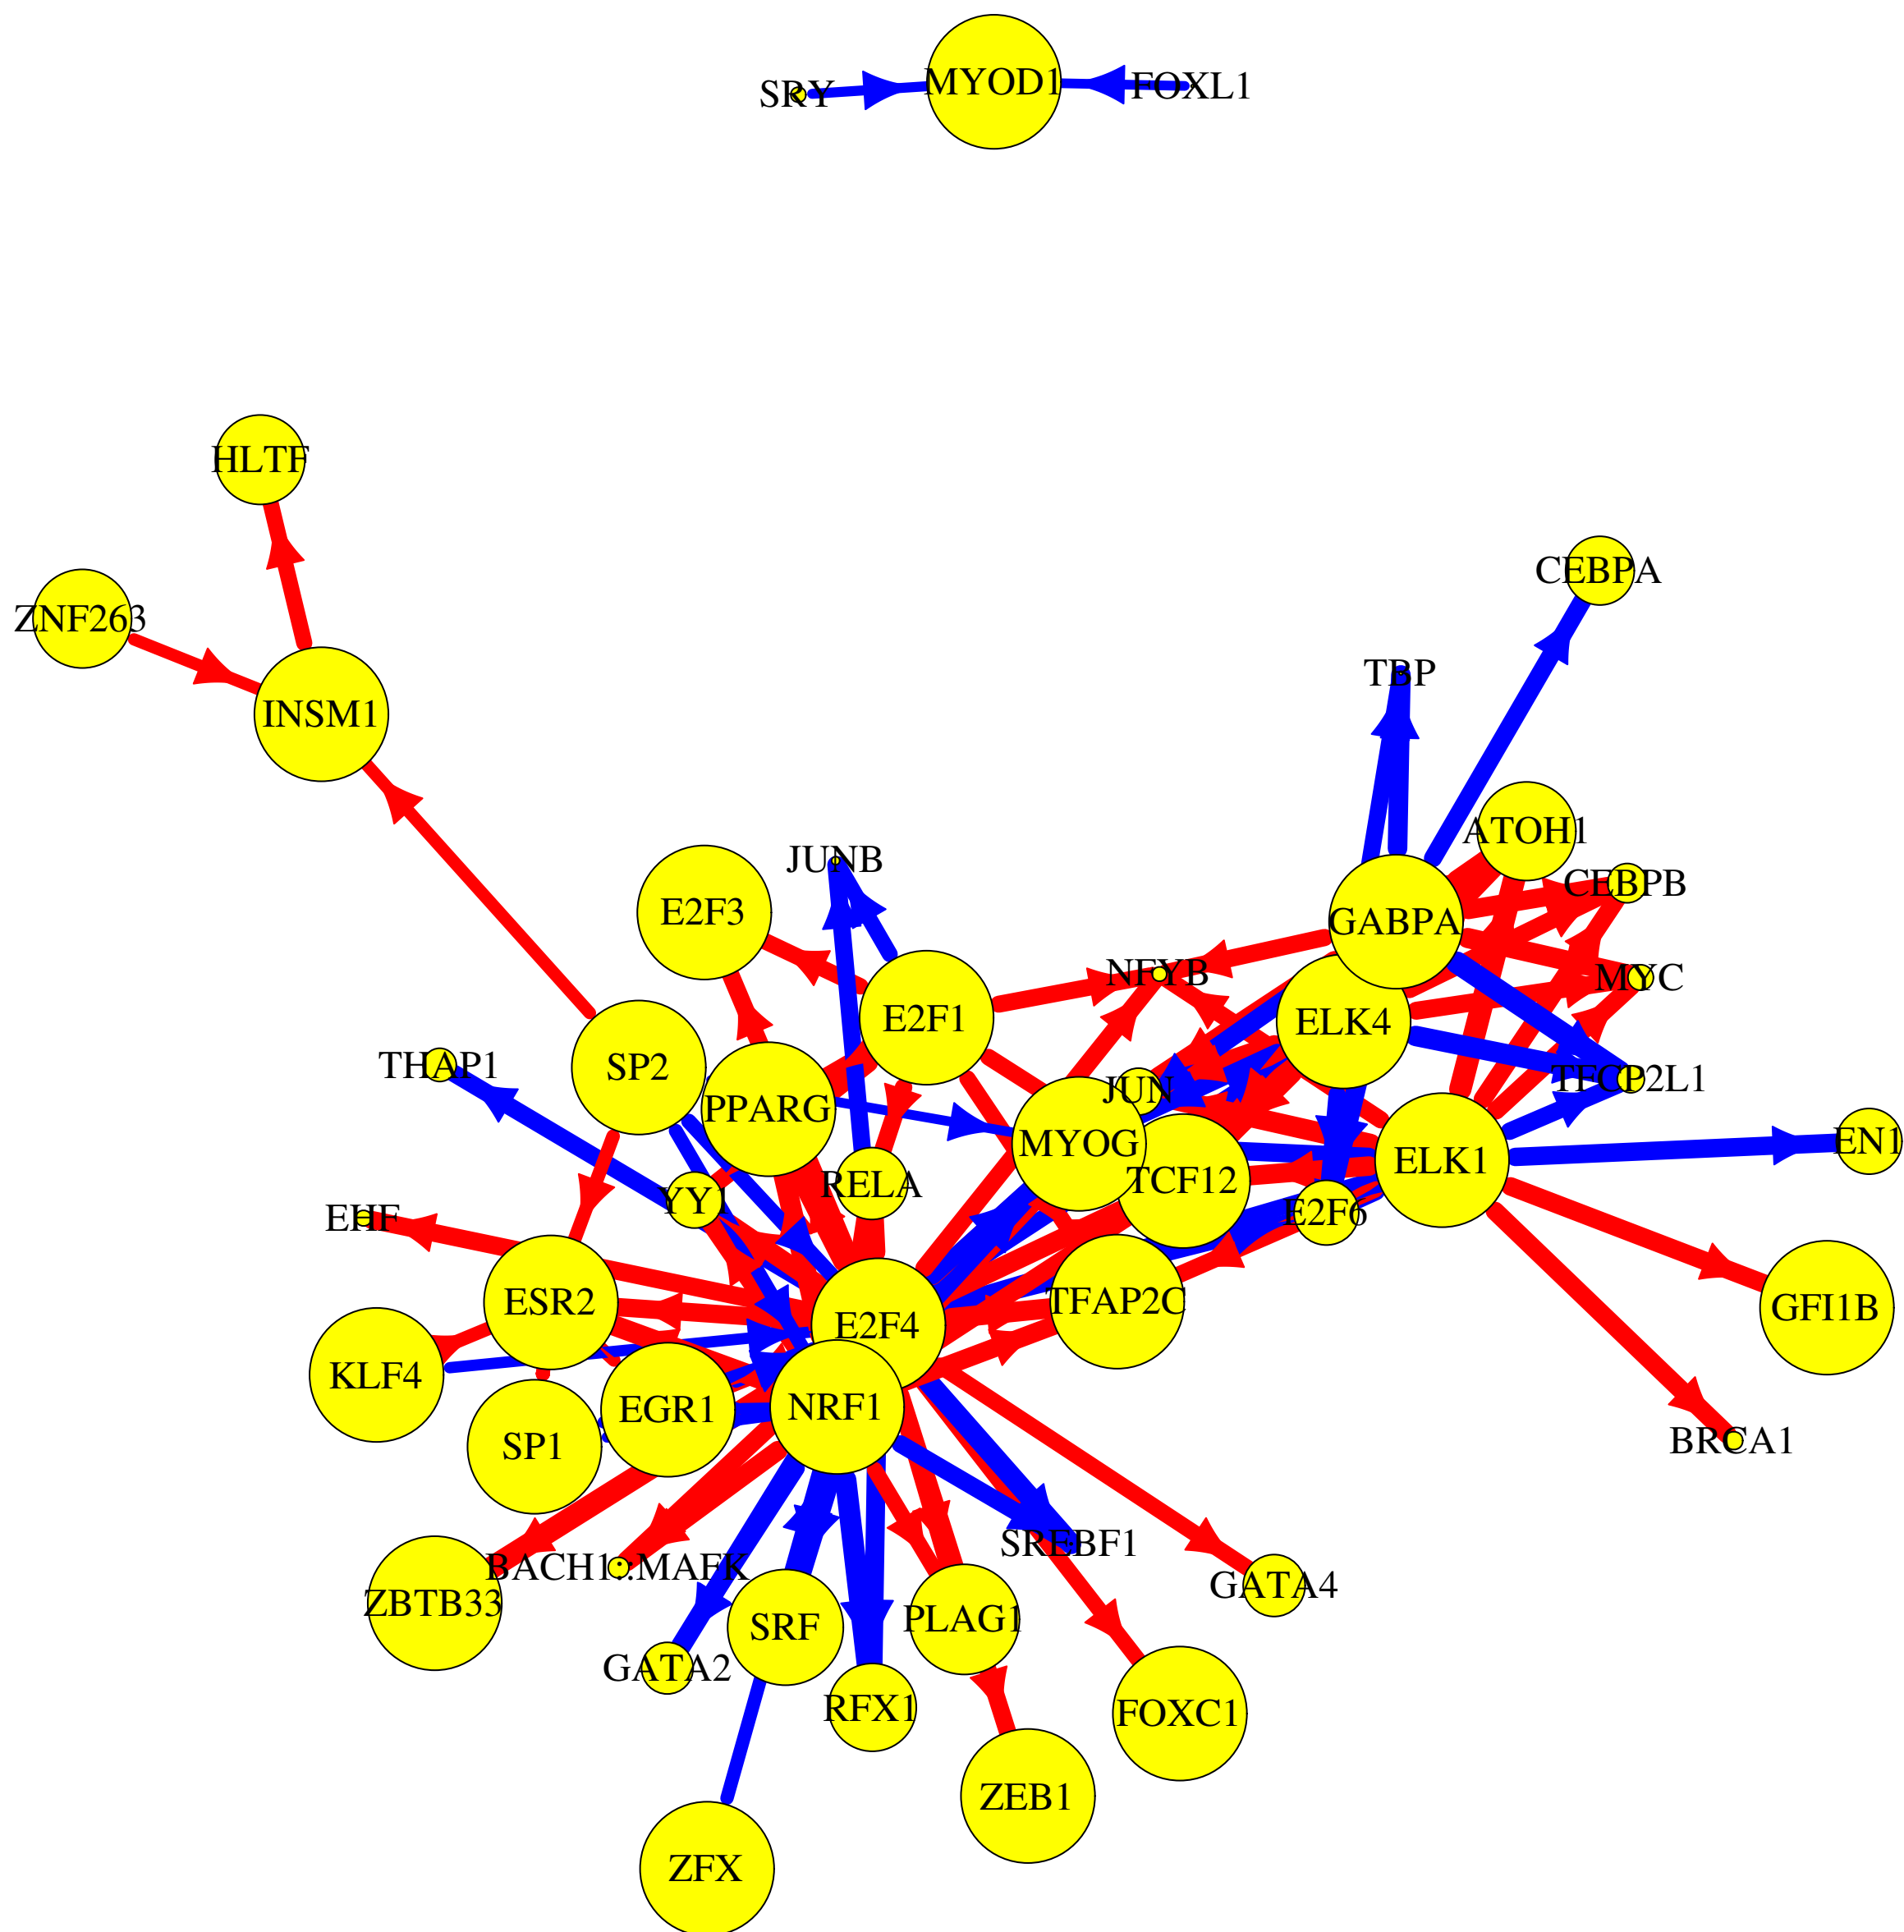 SRY
MYOD1
FOXL1
HLTF
ZNF263
INSM1
CEBPA
TBP
ATOH1
JUNB
CEBPB
E2F3
GABPA
NFYB
MYC
E2F1
ELK4
THAP1
SP2
TFCP2L1
JUN
PPARG
MYOG
EN1
ELK1
TCF12
RELA
YY1
E2F6
EHF
ESR2
TFAP2C
GFI1B
E2F4
KLF4
NRF1
EGR1
SP1
BRCA1
SREBF1
BACH1::MAFK
GATA4
ZBTB33
PLAG1
SRF
GATA2
RFX1
FOXC1
ZEB1
ZFX